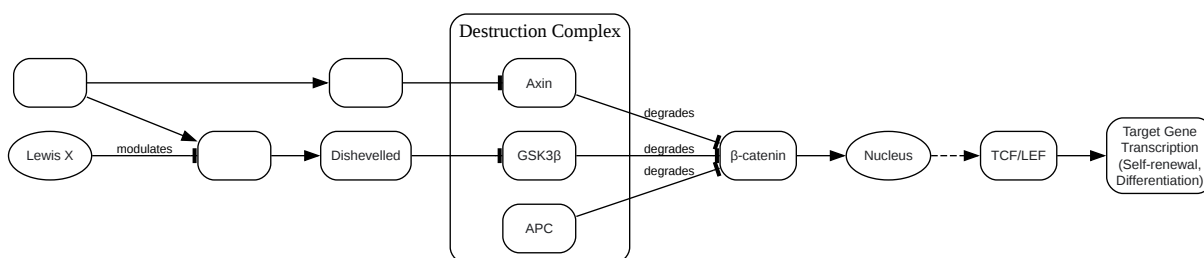 Destruction Complex
Axin
degrades
Lewis X
modulates
Dishevelled
GSK3β
degrades
β-catenin
Nucleus
TCF/LEF
Target Gene
Transcription
(Self-renewal,
Differentiation)
degrades
APC